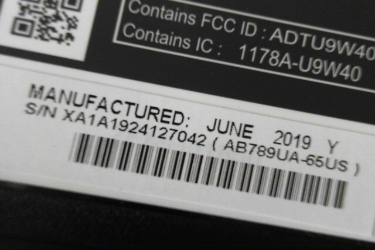 Contains FCC ID : ADTU9W40
Contains IC : 1178A-U9W40
MANUFACTURED: JUNE 2019 Y
S/N XA1A1924127042 ( AB789UA-65US )